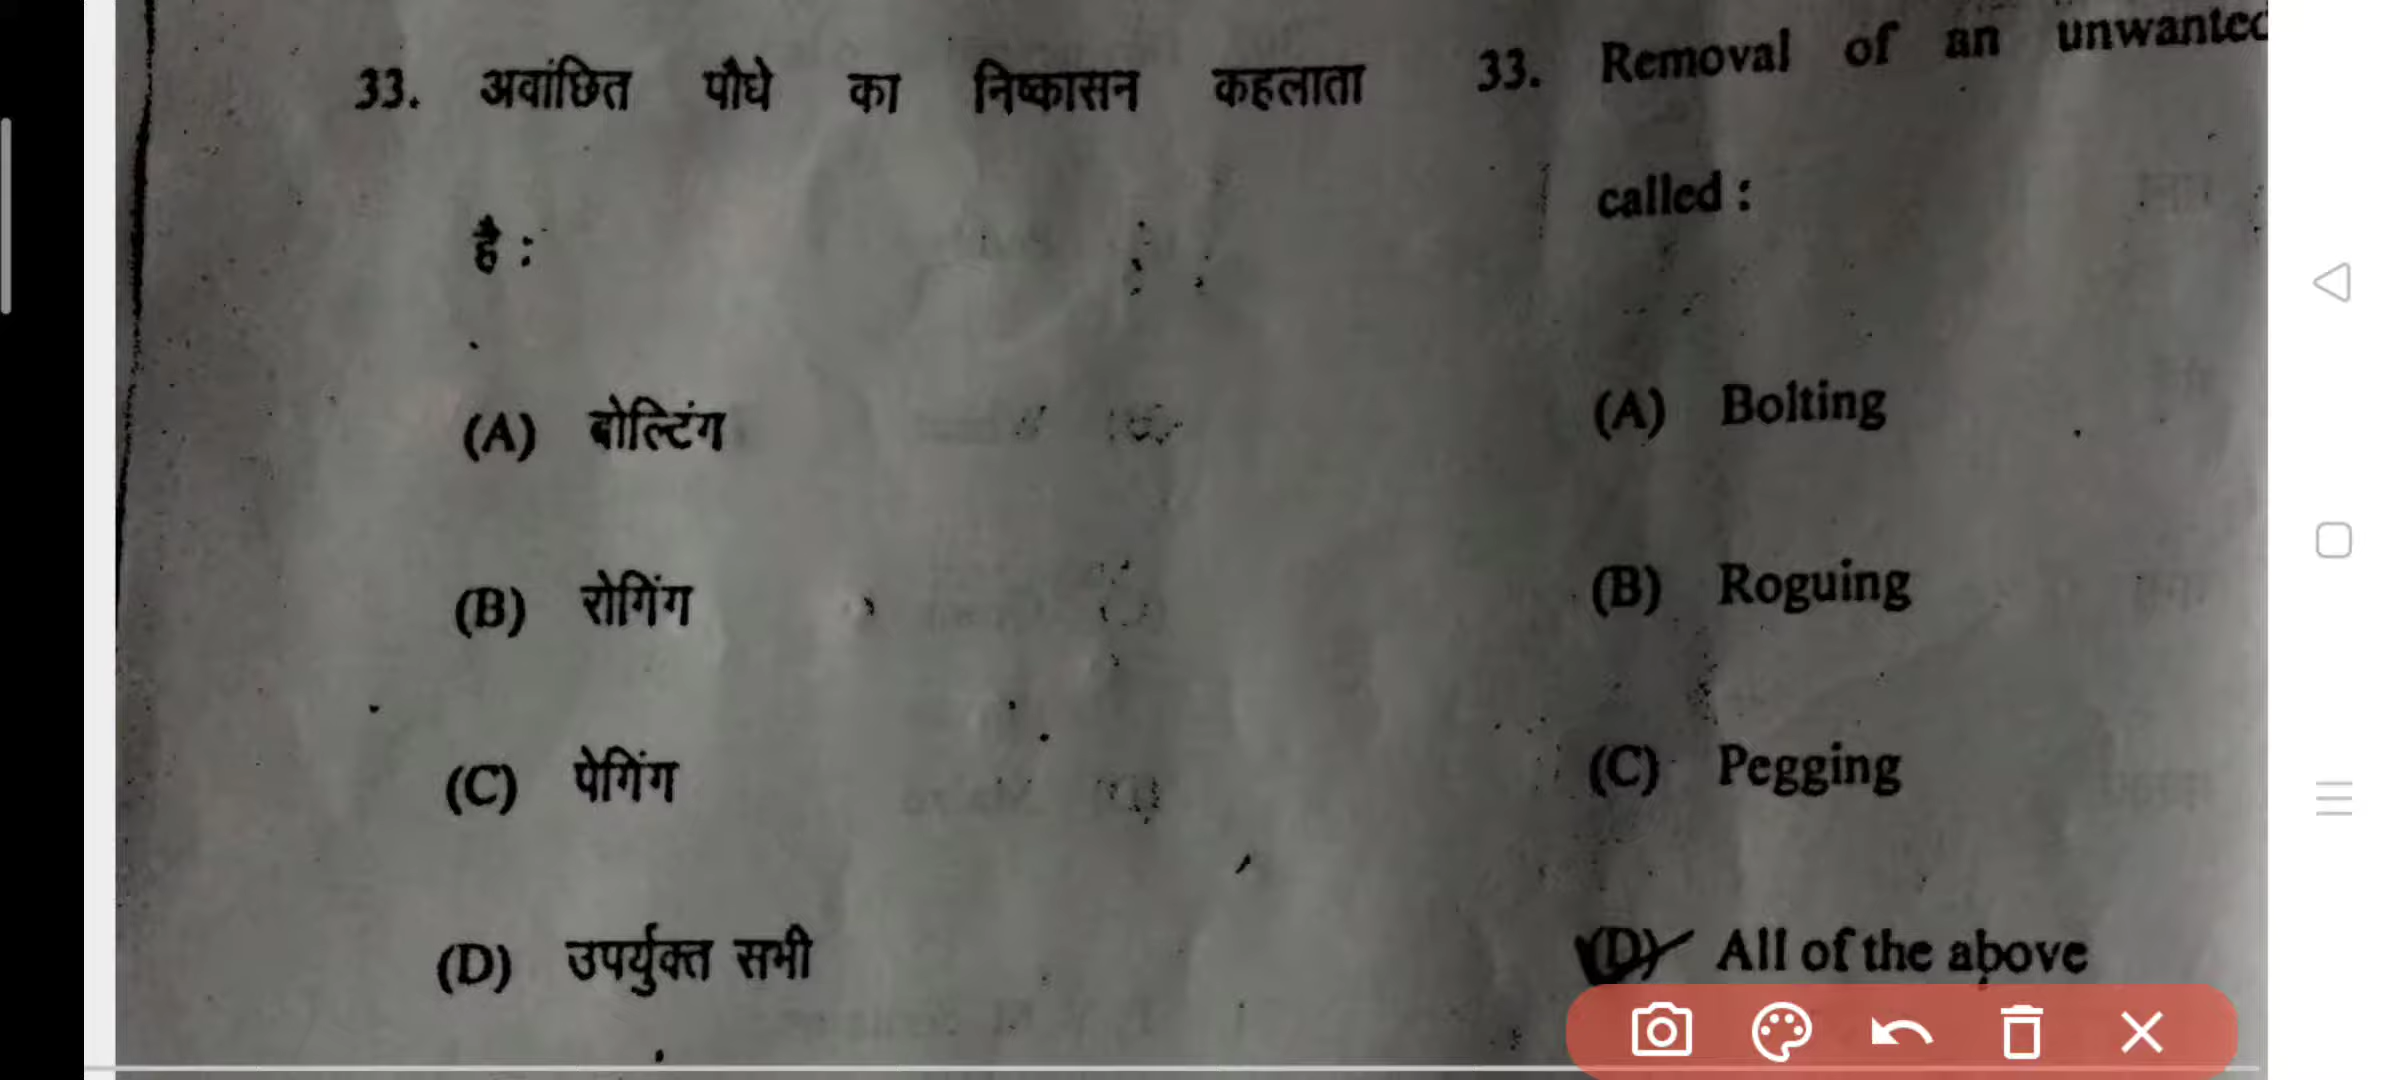 33. अवांछित पौधे का निष्कासन कहलाता
है :
(A) बोल्टिंग
(B) रोगिंग
(C) पेगिंग
(D) उपर्युक्त सभी
33. Removal of an unwanted
called :
(A) Bolting
(B) Roguing
(C) Pegging
(D) All of the above